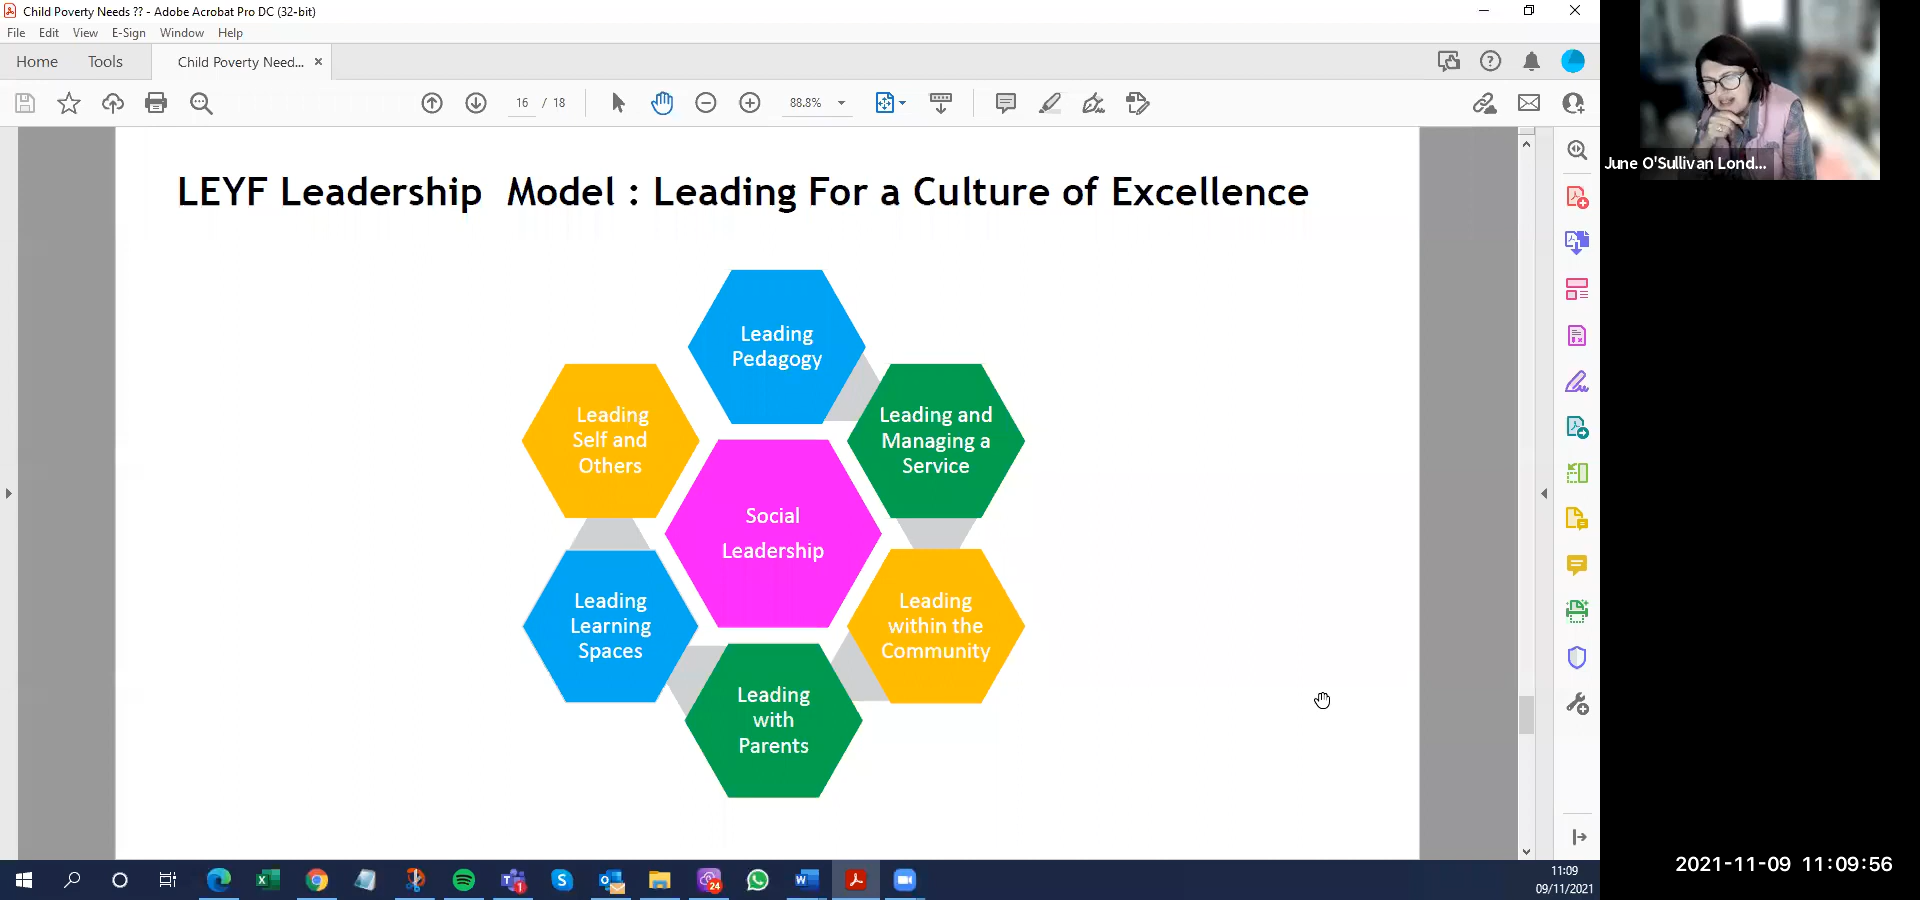 Child Poverty Needs ?? - Adobe Acrobat Pro DC (32-bit)
File Edit View E-Sign Window Help
Home Tools Child Poverty Need... ×
16 / 18 88.8%
LEYF Leadership Model : Leading For a Culture of Excellence
Leading
Pedagogy
Leading and
Managing a
Service
Leading
within the
Community
Leading
with
Parents
Leading
Learning
Spaces
Leading
Self and
Others
Social
Leadership
June O'Sullivan Lond...
1
24
11:09
09/11/2021
2021-11-09 11:09:56